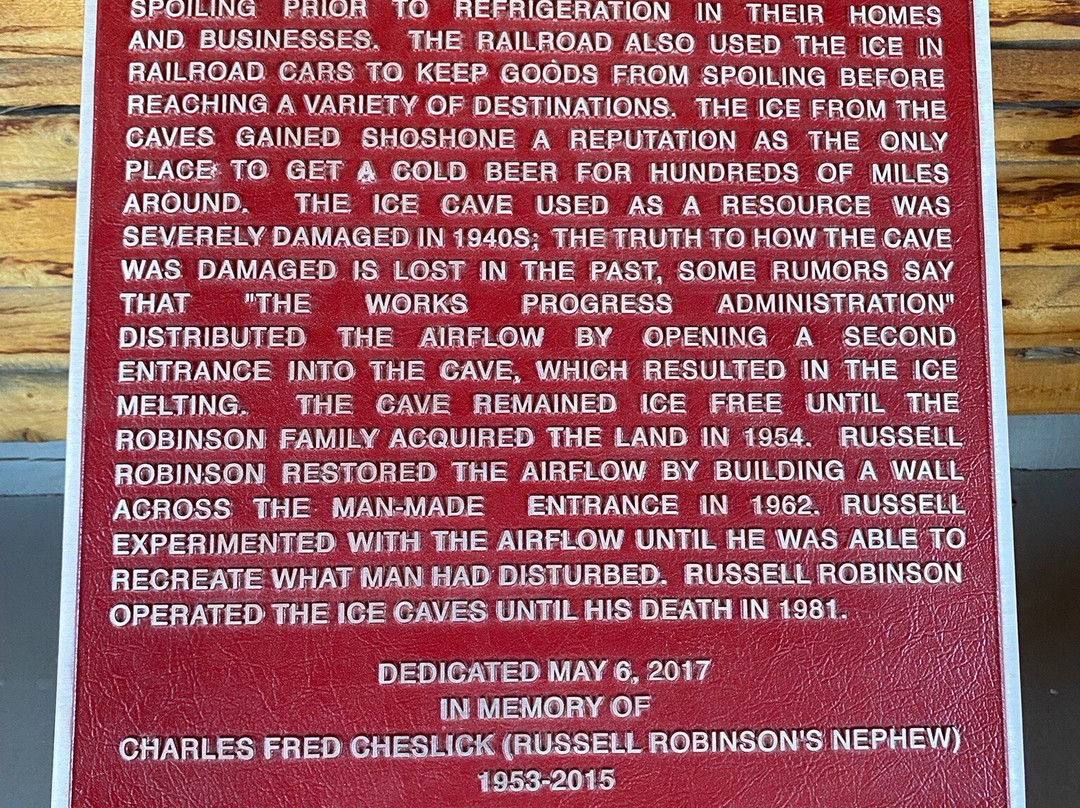 SPOILING PRIOR TO REFRIGERATION IN THEIR HOMES
AND BUSINESSES. THE RAILROAD ALSO USED THE ICE IN
RAILROAD CARS TO KEEP GOODS FROM SPOILING BEFORE
REACHING A VARIETY OF DESTINATIONS. THE ICE FROM THE
CAVES GAINED SHOSHONE A REPUTATION AS THE ONLY
PLACE TO GET A COLD BEER FOR HUNDREDS OF MILES
AROUND. THE ICE CAVE USED AS A RESOURCE WAS
SEVERELY DAMAGED IN 1940S; THE TRUTH TO HOW THE CAVE
WAS DAMAGED IS LOST IN THE PAST, SOME RUMORS SAY
THAT "THE WORKS PROGRESS ADMINISTRATION"
DISTRIBUTED THE AIRFLOW BY OPENING A SECOND
ENTRANCE INTO THE CAVE, WHICH RESULTED IN THE ICE
MELTING. THE CAVE REMAINED ICE FREE UNTIL THE
ROBINSON FAMILY ACQUIRED THE LAND IN 1954. RUSSELL
ROBINSON RESTORED THE AIRFLOW BY BUILDING A WALL
ACROSS THE MAN-MADE ENTRANCE IN 1962. RUSSELL
EXPERIMENTED WITH THE AIRFLOW UNTIL HE WAS ABLE TO
RECREATE WHAT MAN HAD DISTURBED. RUSSELL ROBINSON
OPERATED THE ICE CAVES UNTIL HIS DEATH IN 1981.
DEDICATED MAY 6, 2017
IN MEMORY OF
CHARLES FRED CHESLICK (RUSSELL ROBINSON'S NEPHEW)
1953-2015